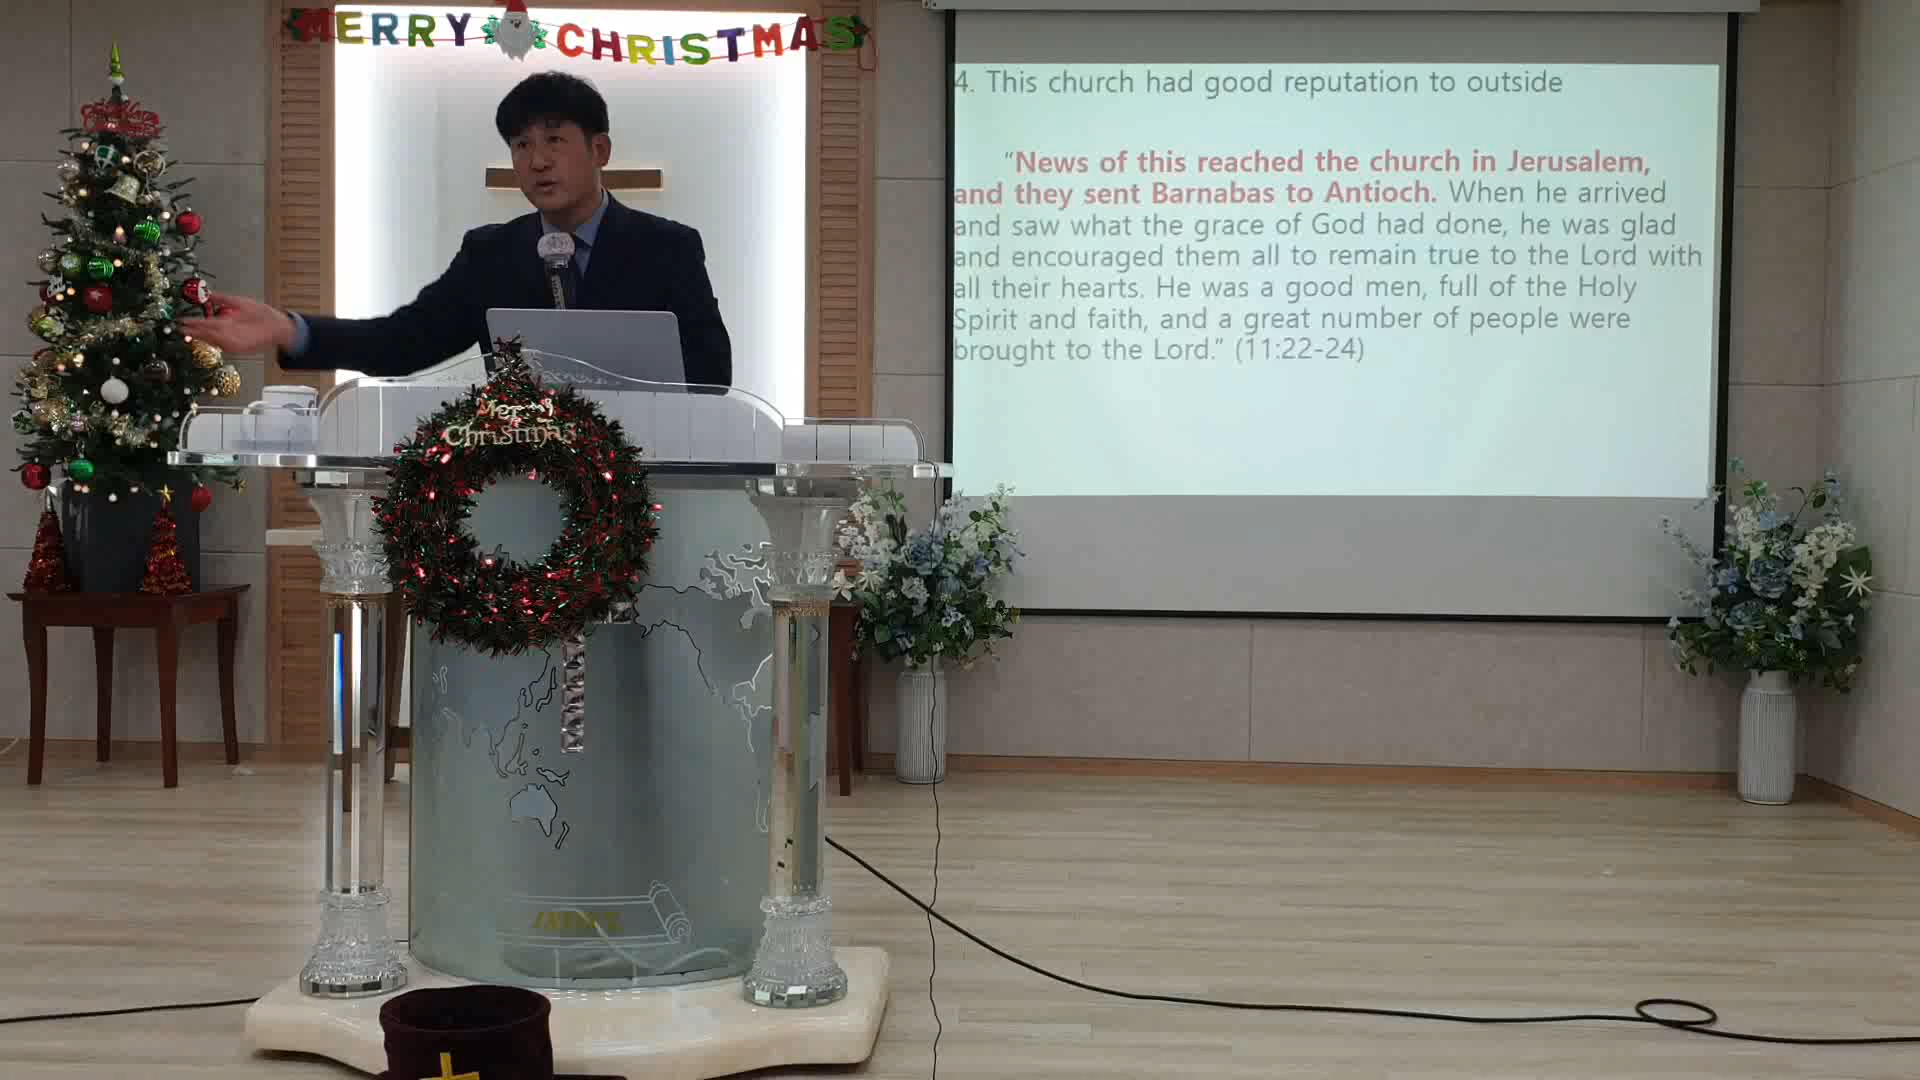 MERRY CHRISTMAS
4. This church had good reputation to outside
“News of this reached the church in Jerusalem,
and they sent Barnabas to Antioch. When he arrived
and saw what the grace of God had done, he was glad
and encouraged them all to remain true to the Lord with
all their hearts. He was a good men, full of the Holy
Spirit and faith, and a great number of people were
brought to the Lord.” (11:22-24)
Merry
Christmas